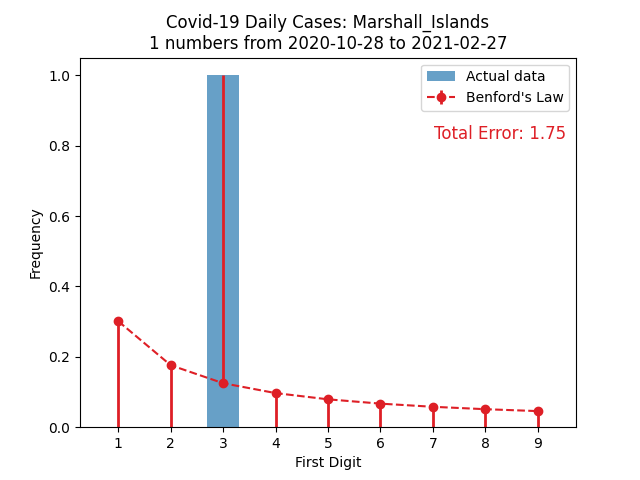 Covid-19 Daily Cases: Marshall_Islands
1 numbers from 2020-10-28 to 2021-02-27
Actual data
Benford's Law
Total Error: 1.75
Frequency
1.0
0.8
0.6
0.4
0.2
0.0
1 2 3 4 5 6 7 8 9
First Digit